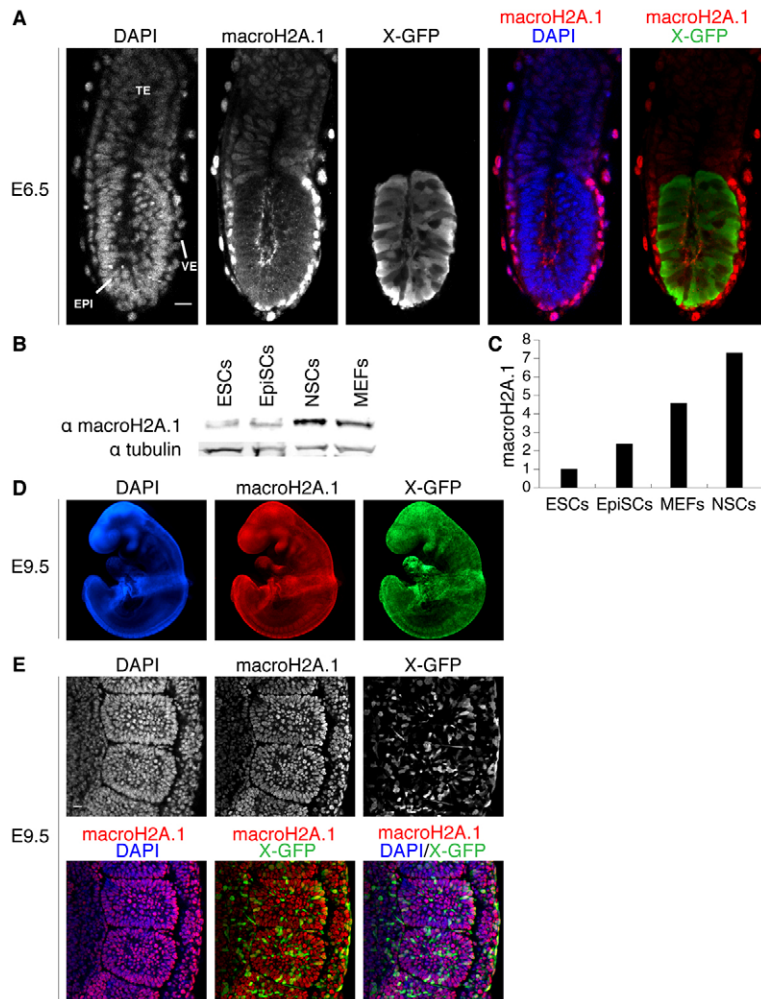 A
DAPI
macroH2A.1
X-GFP
macroH2A.1
DAPI
macroH2A.1
X-GFP
E6.5
TE
VE
EPI
B
ESCs
EpiSCs
NSCs
MEFs
α macroH2A.1
α tubulin
C
macroH2A.1
8
7
6
5
4
3
2
1
0
ESCs EpiSCs MEFs NSCs
D
DAPI
macroH2A.1
X-GFP
E9.5
E
DAPI
macroH2A.1
X-GFP
E9.5
macroH2A.1
DAPI
macroH2A.1
X-GFP
macroH2A.1
DAPI/X-GFP